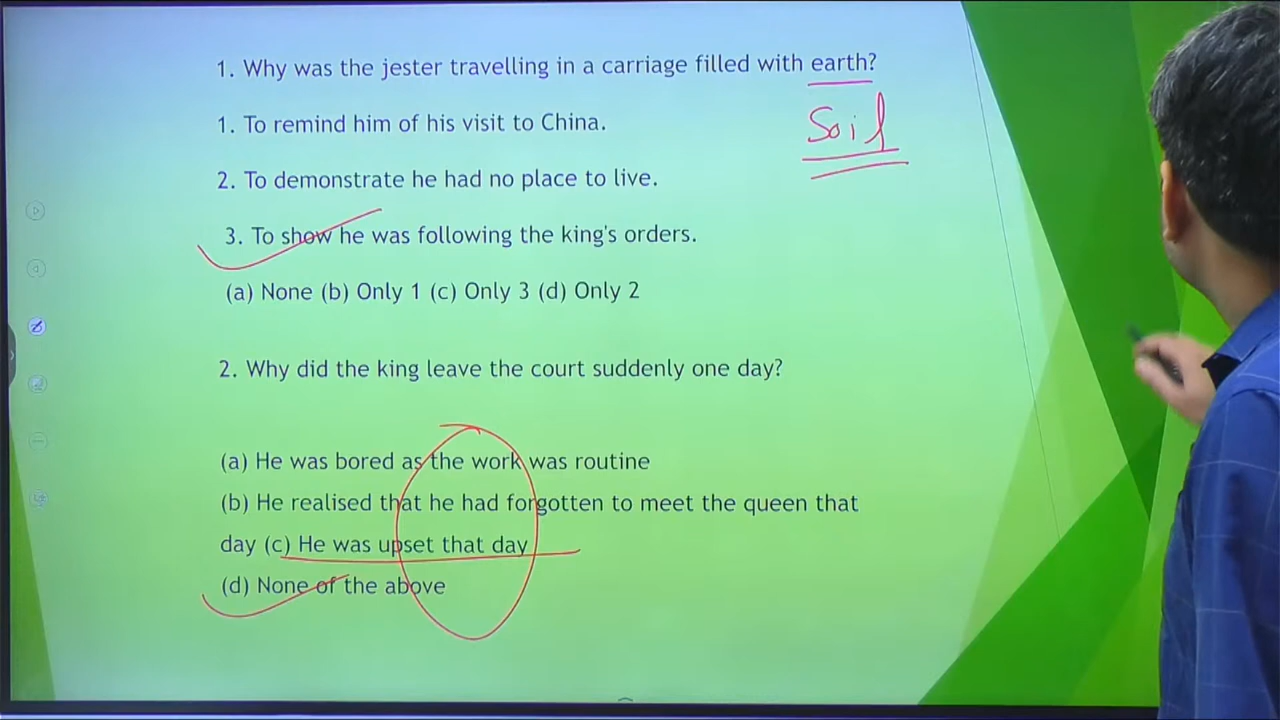 1. Why was the jester travelling in a carriage filled with earth?
Soil
1. To remind him of his visit to China.
2. To demonstrate he had no place to live.
3. To show he was following the king's orders.
(a) None (b) Only 1 (c) Only 3 (d) Only 2
2. Why did the king leave the court suddenly one day?
(a) He was bored as the work was routine
(b) He realised that he had forgotten to meet the queen that
day (c) He was upset that day
(d) None of the above